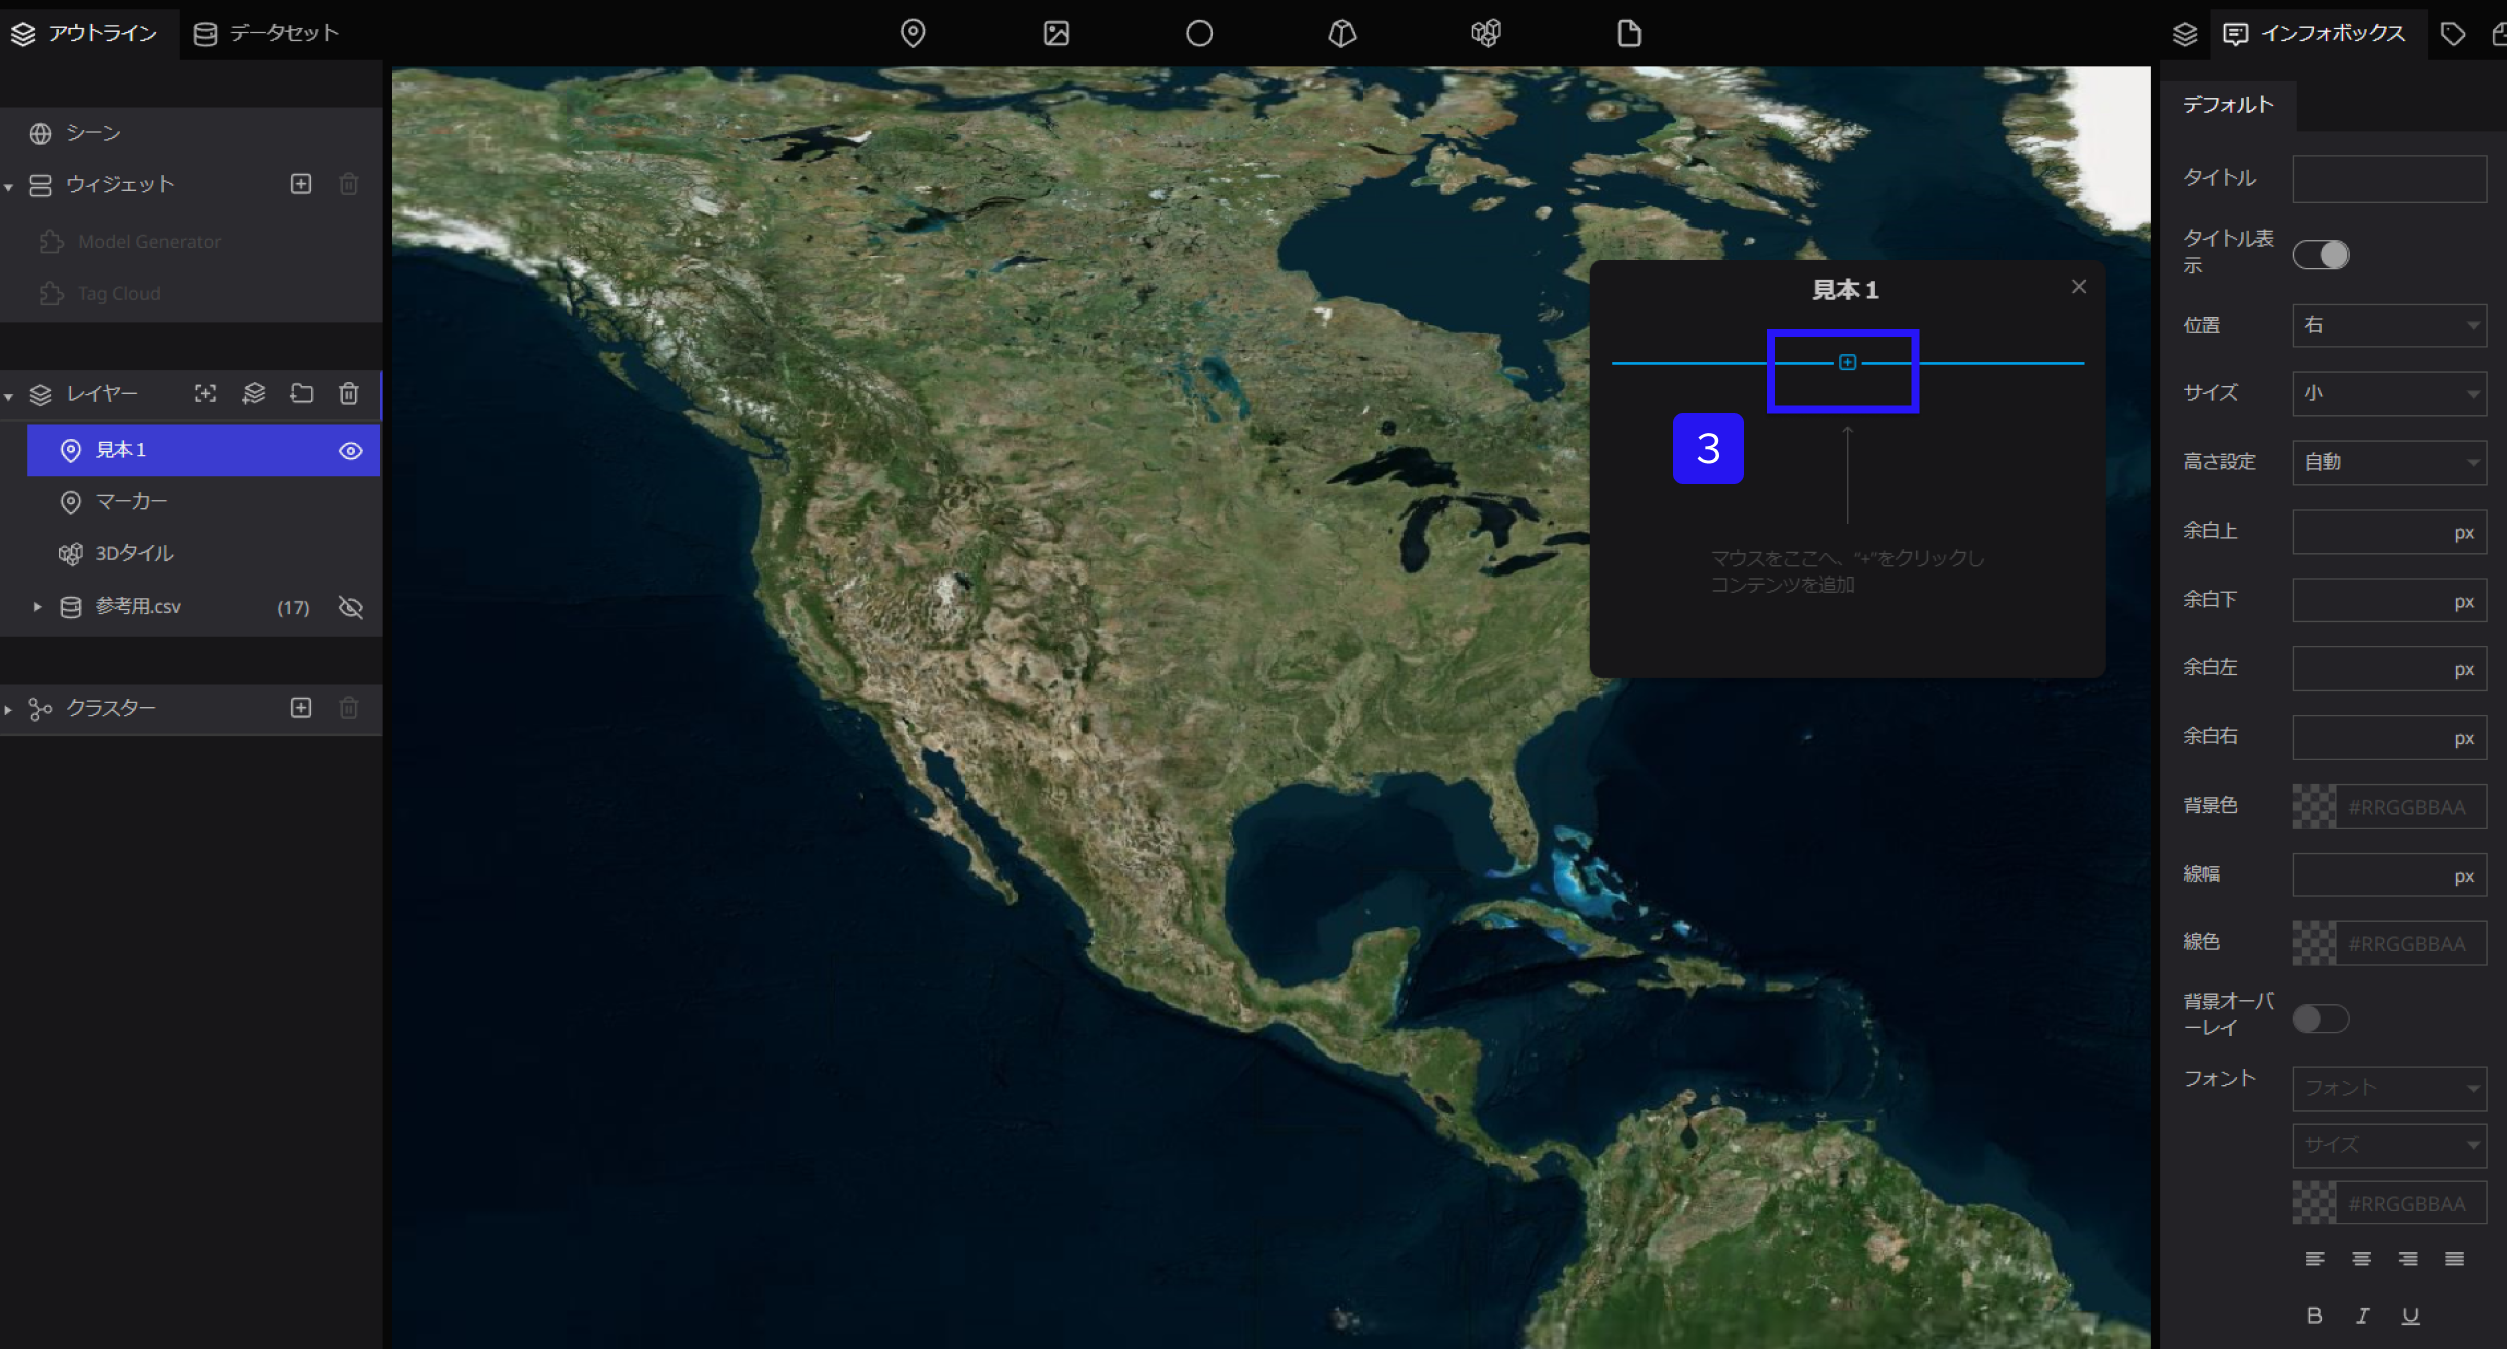 アウトライン
データセット
インフォボックス
シーン
ウィジェット
Model Generator
Tag Cloud
レイヤー
見本1
マーカー
3Dタイル
参考用.csv (17)
クラスター
見本1
3
マウスをここへ、“+”をクリックし
コンテンツを追加
デフォルト
タイトル
タイトル表
示
位置 右
サイズ 小
高さ設定 自動
余白上 px
余白下 px
余白左 px
余白右 px
背景色 #RRGGBBAA
線幅 px
線色 #RRGGBBAA
背景オーバ
ーレイ
フォント フォント
サイズ
#RRGGBBAA
B I U